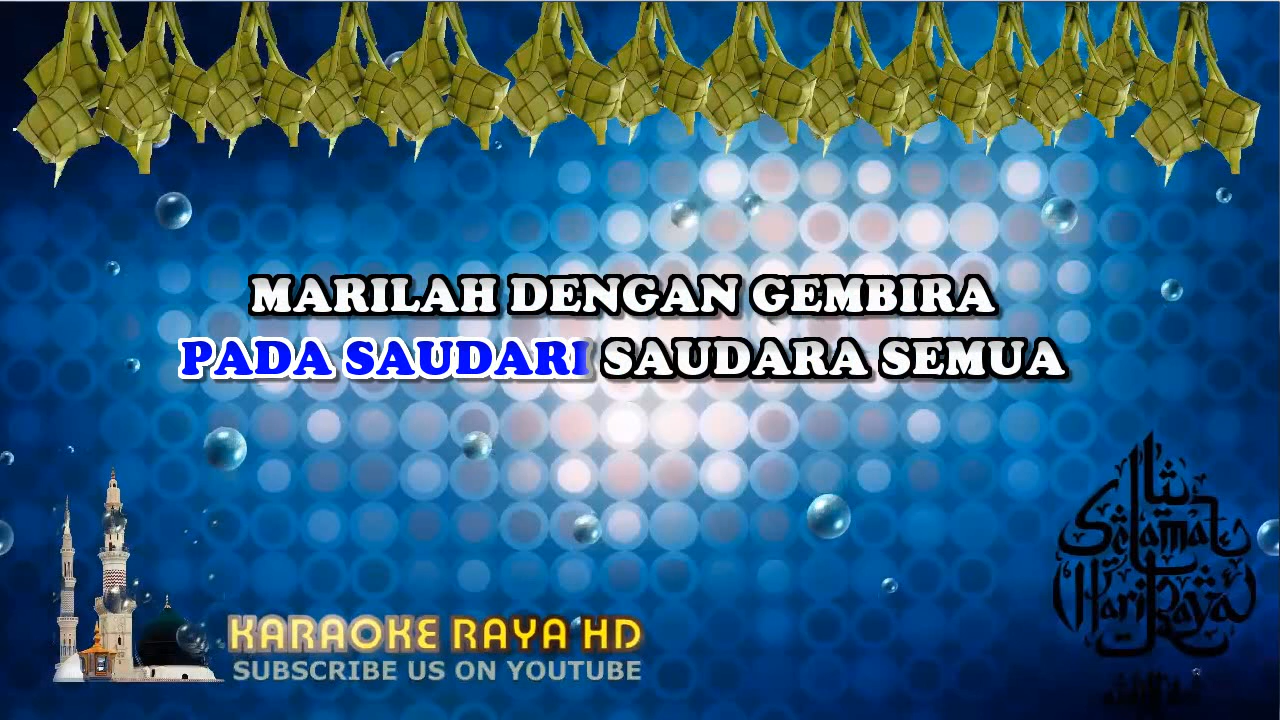 MARILAH DENGAN GEMBIRA
PADA SAUDARI SAUDARA SEMUA
Selamat
Hari Raya
KARAOKE RAYA HD
SUBSCRIBE US ON YOUTUBE